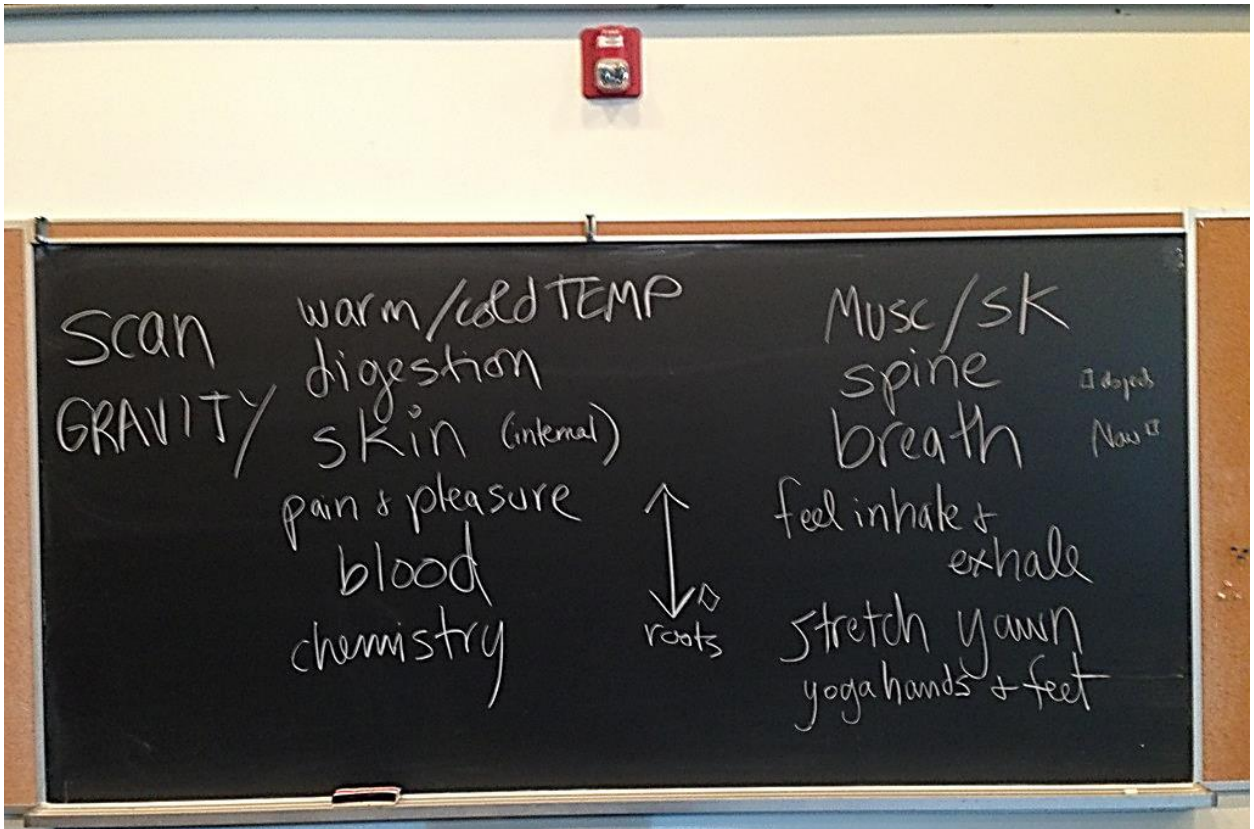 scan
GRAVITY
warm/cold TEMP
digestion
skin (internal)
pain & pleasure
blood
chemistry
roots
Musc/sk
spine
breath
feel inhale &
exhale
stretch yawn
yoga hands & feet